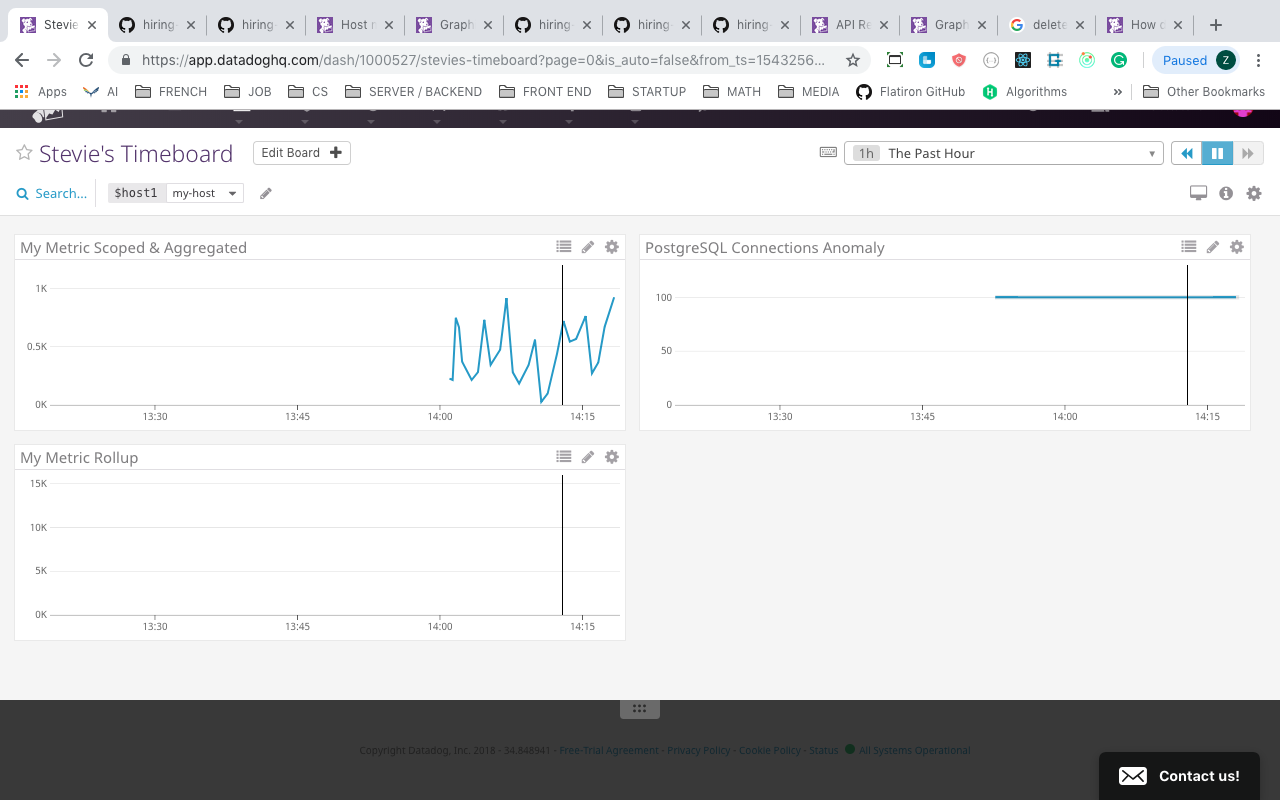 Stevie hiring hiring Host Graph hiring hiring hiring API Re Graph delete How
https://app.datadoghq.com/dash/1000527/stevies-timeboard?page=0&is_auto=false&from_ts=1543256... Paused Z
Apps AI FRENCH JOB CS SERVER / BACKEND FRONT END STARTUP MATH MEDIA Flatiron GitHub Algorithms » Other Bookmarks
Stevie's Timeboard Edit Board 1h The Past Hour
Search... $host1 my-host
My Metric Scoped & Aggregated
1K
0.5K
0K
13:30 13:45 14:00 14:15
PostgreSQL Connections Anomaly
100
50
0
13:30 13:45 14:00 14:15
My Metric Rollup
15K
10K
5K
0K
13:30 13:45 14:00 14:15
Copyright Datadog, Inc. 2018 - 34.848941 - Free-Trial Agreement - Privacy Policy - Cookie Policy - Status All Systems Operational
Contact us!